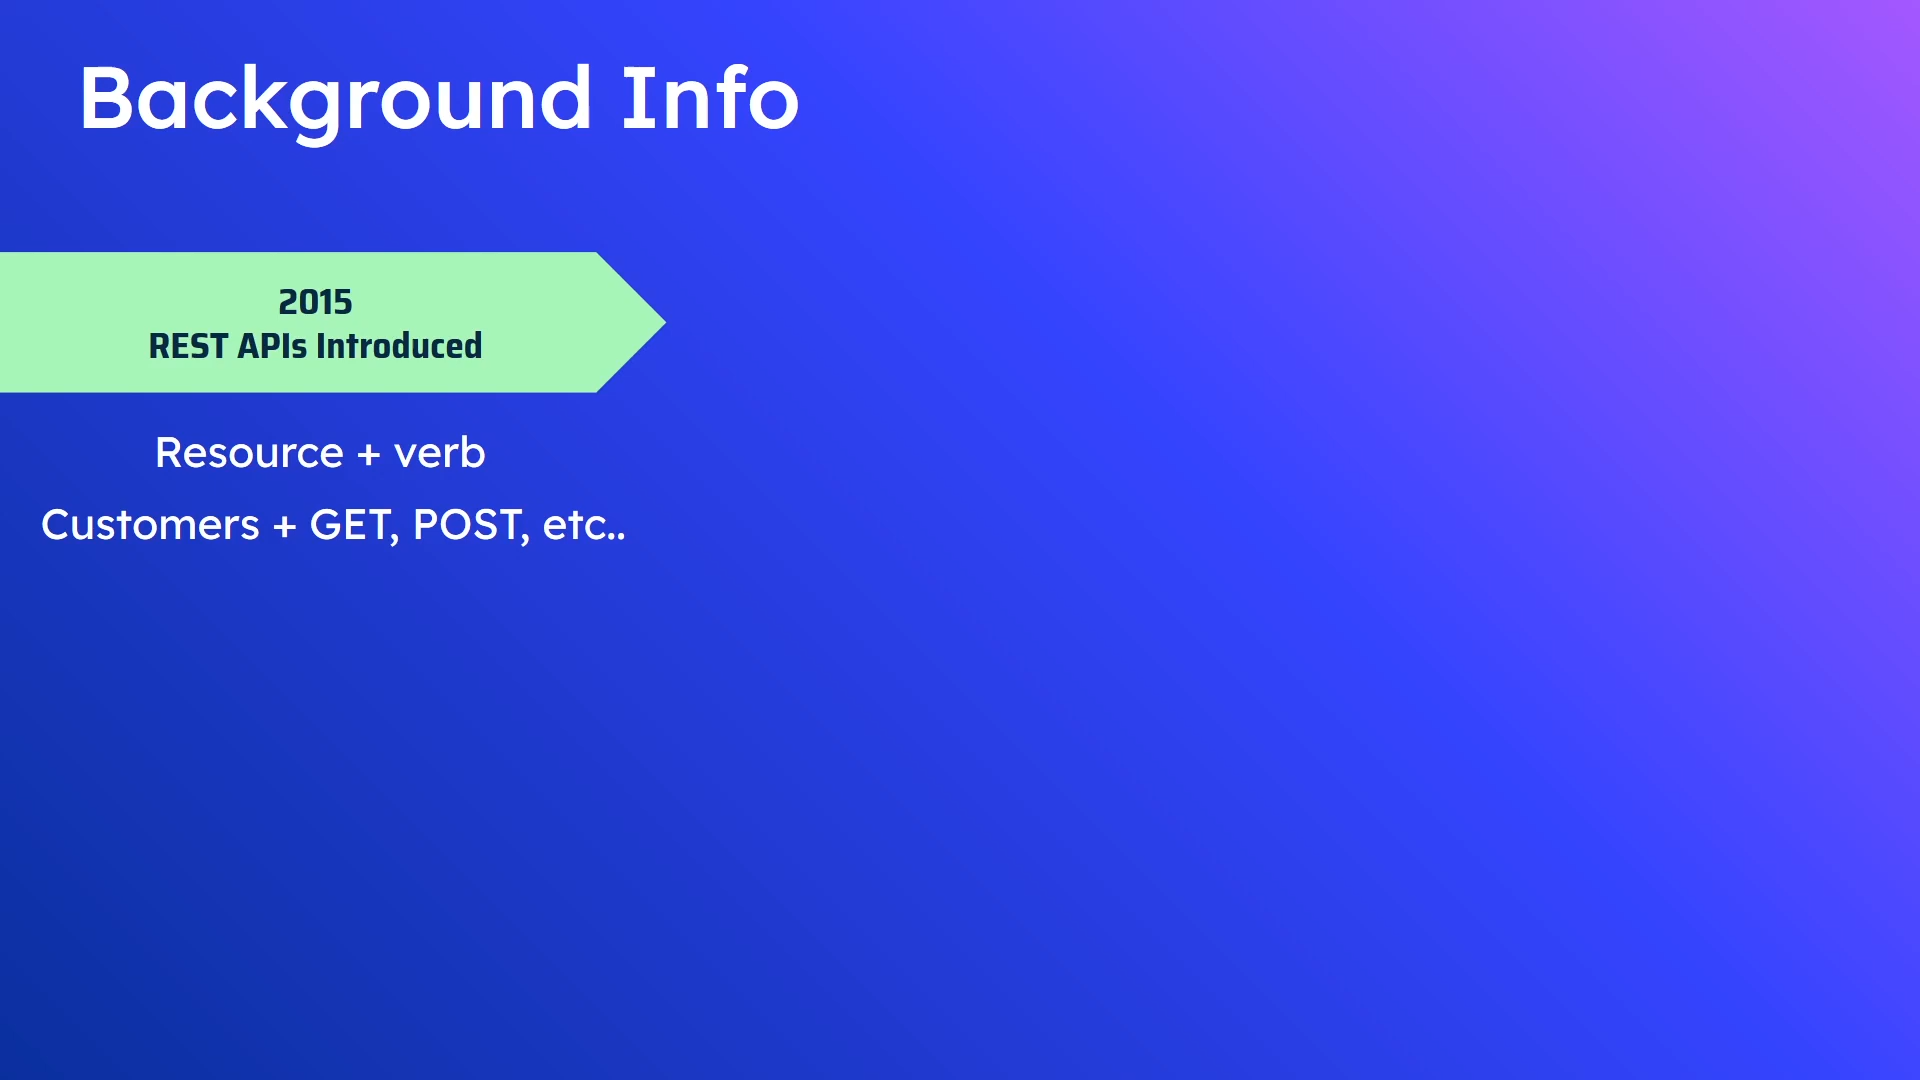 Background Info
2015
REST APIs Introduced
Resource + verb
Customers + GET, POST, etc..